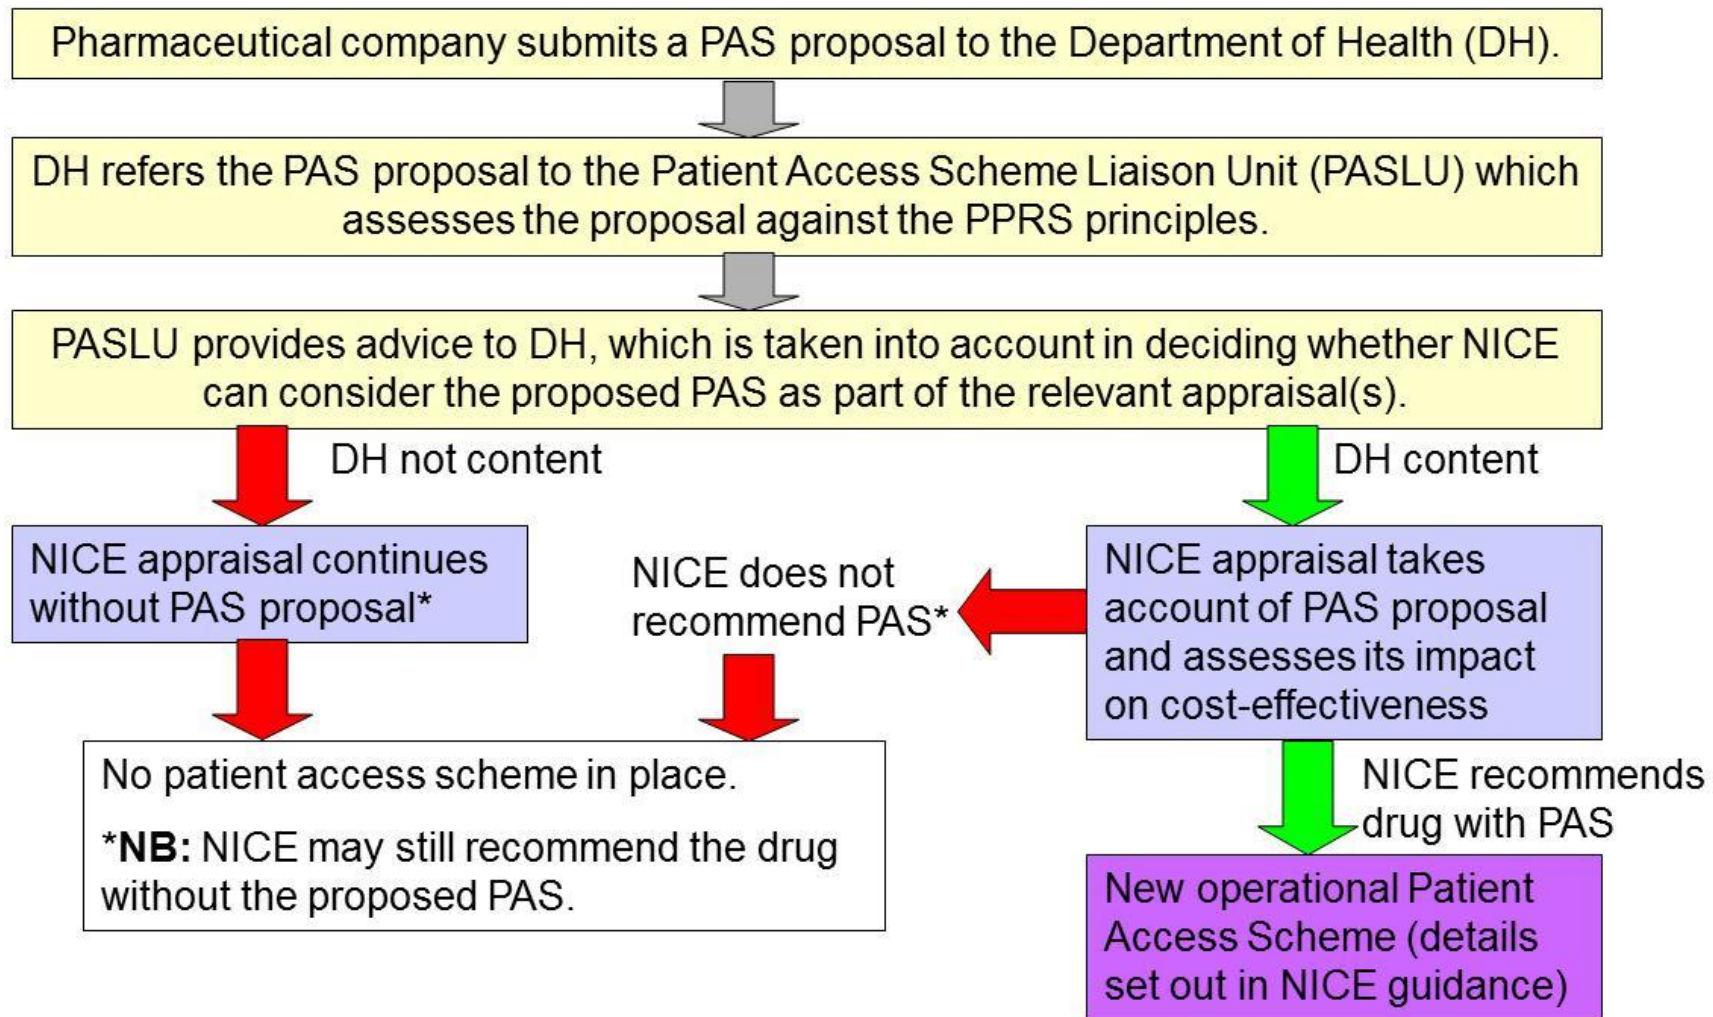 Pharmaceutical company submits a PAS proposal to the Department of Health (DH).
DH refers the PAS proposal to the Patient Access Scheme Liaison Unit (PASLU) which
assesses the proposal against the PPRS principles.
PASLU provides advice to DH, which is taken into account in deciding whether NICE
can consider the proposed PAS as part of the relevant appraisal(s).
DH not content
DH content
NICE appraisal continues
without PAS proposal*
NICE does not
recommend PAS*
NICE appraisal takes
account of PAS proposal
and assesses its impact
on cost-effectiveness
No patient access scheme in place.
*NB: NICE may still recommend the drug
without the proposed PAS.
NICE recommends
drug with PAS
New operational Patient
Access Scheme (details
set out in NICE guidance)